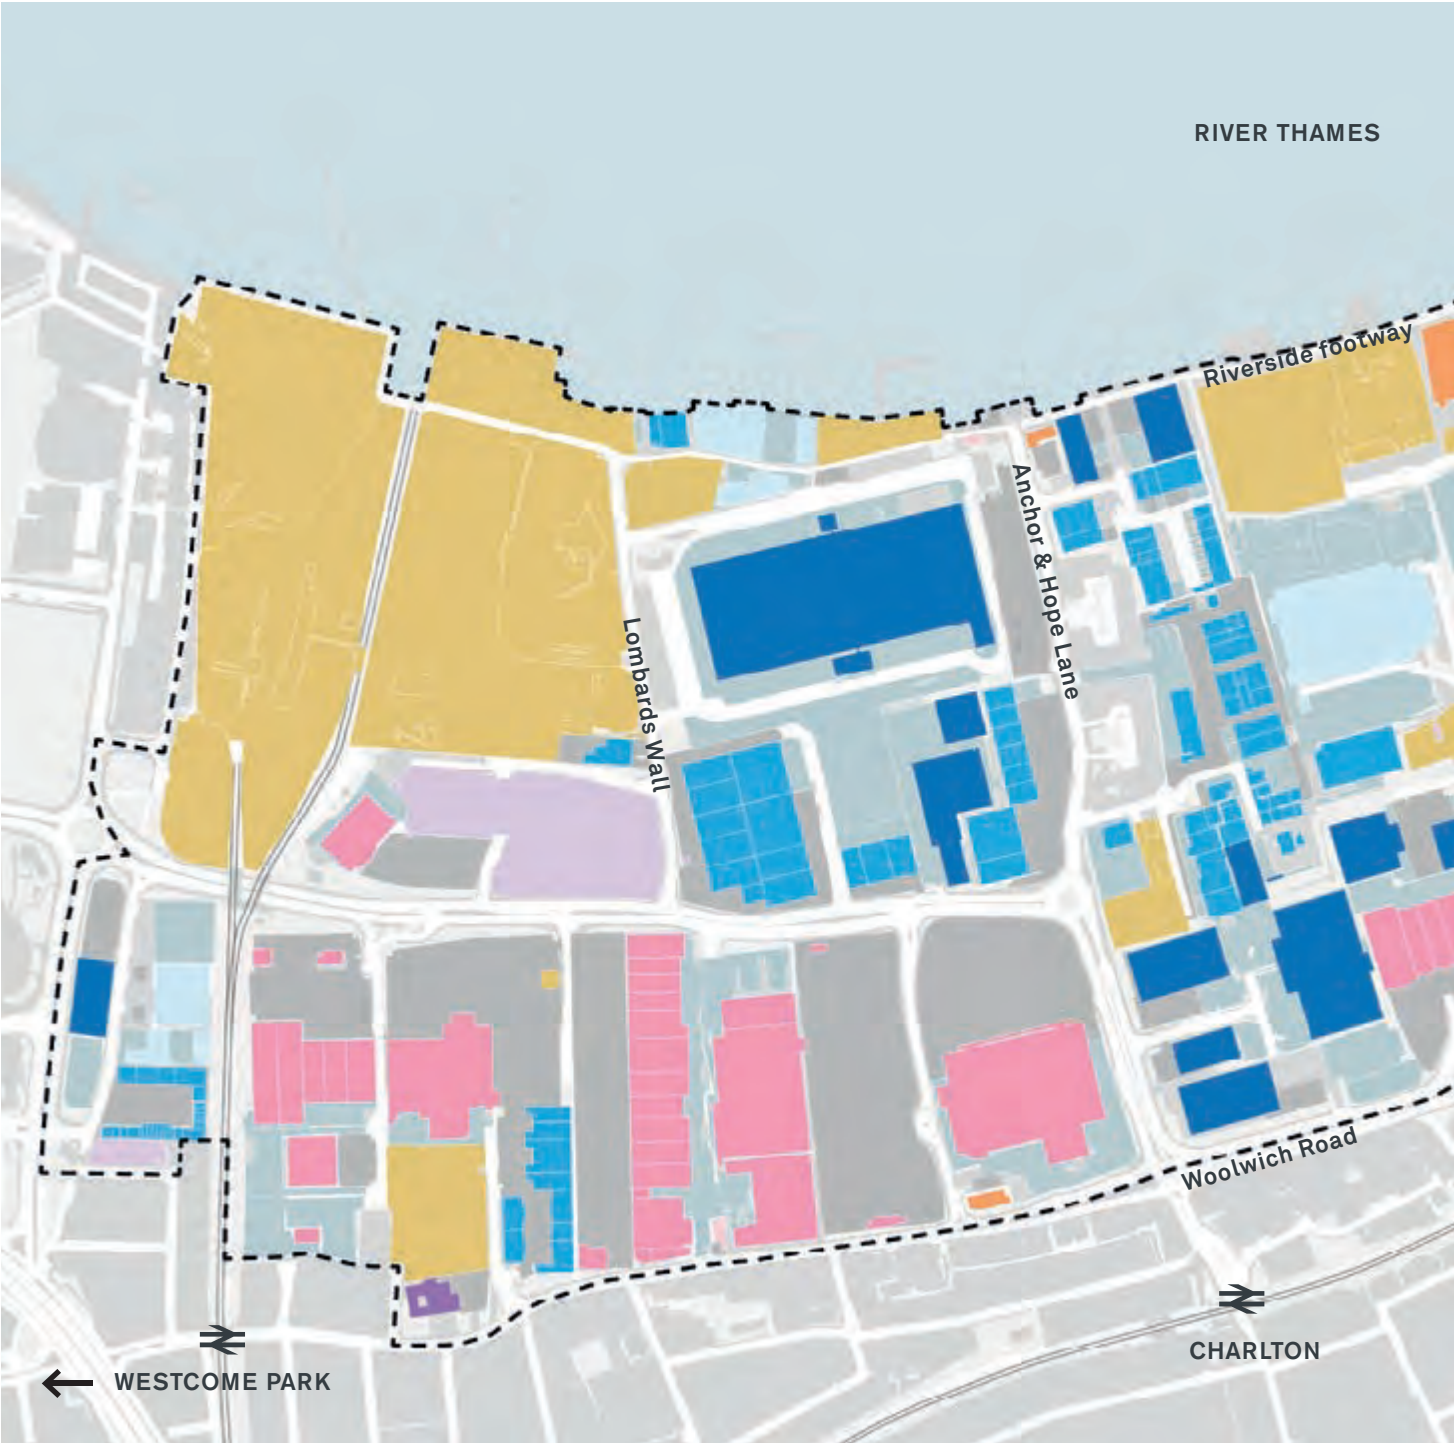 RIVER THAMES
Riverside footway
Anchor & Hope Lane
Lombards Wall
Woolwich Road
CHARLTON
WESTCOME PARK